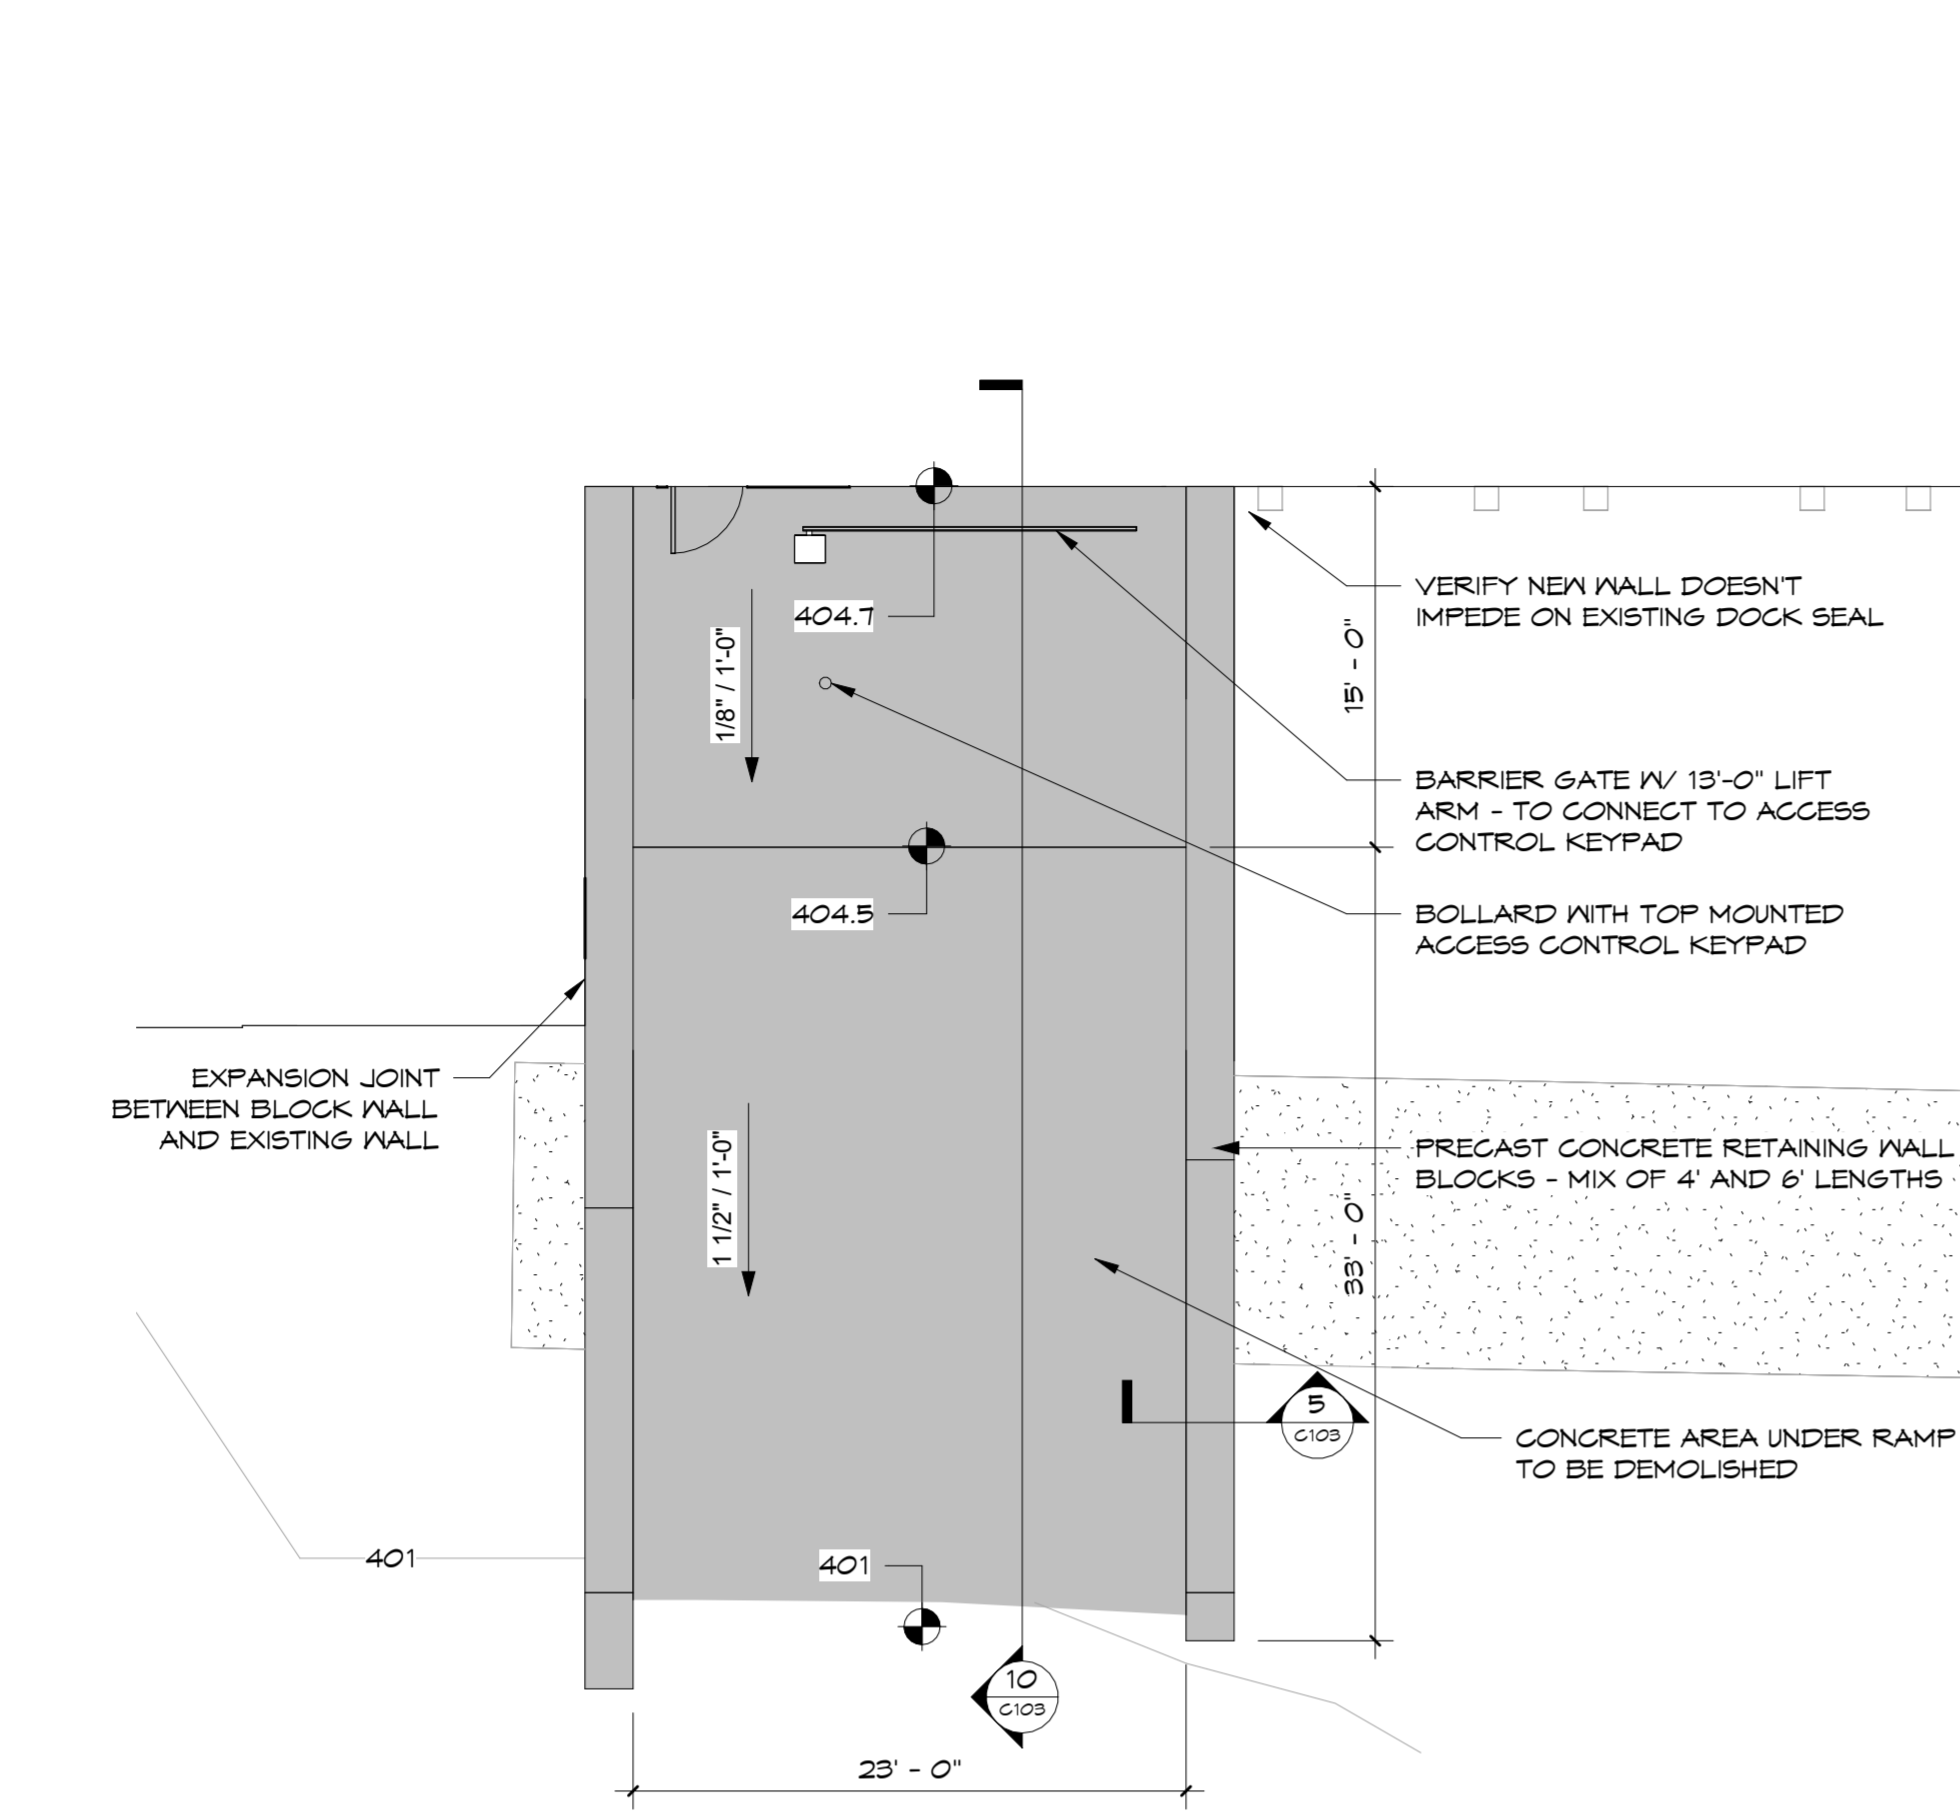 VERIFY NEW WALL DOESN'T
IMPEDE ON EXISTING DOCK SEAL
404.7
1/8" / 1'-0"
15' - 0"
BARRIER GATE W/ 13'-0" LIFT
ARM - TO CONNECT TO ACCESS
CONTROL KEYPAD
404.5
BOLLARD WITH TOP MOUNTED
ACCESS CONTROL KEYPAD
EXPANSION JOINT
BETWEEN BLOCK WALL
AND EXISTING WALL
1 1/2" / 1'-0"
PRECAST CONCRETE RETAINING WALL
BLOCKS - MIX OF 4' AND 6' LENGTHS
33' - 0"
5
C103
CONCRETE AREA UNDER RAMP
TO BE DEMOLISHED
401
401
10
C103
23' - 0"